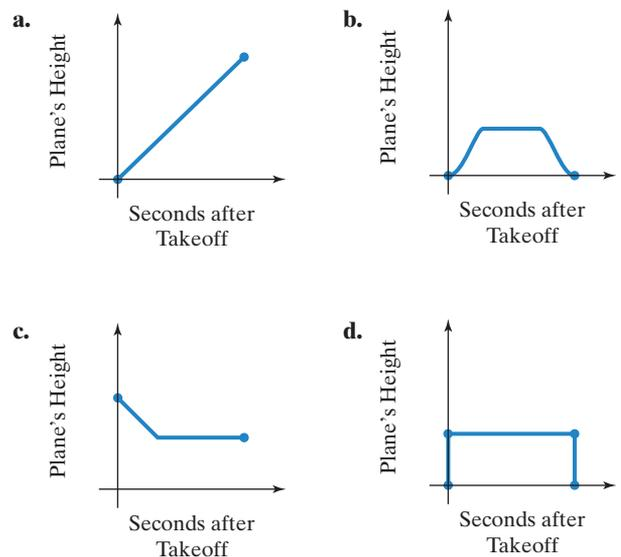 a.
Plane’s Height
Seconds after
Takeoff
b.
Plane’s Height
Seconds after
Takeoff
c.
Plane’s Height
Seconds after
Takeoff
d.
Plane’s Height
Seconds after
Takeoff